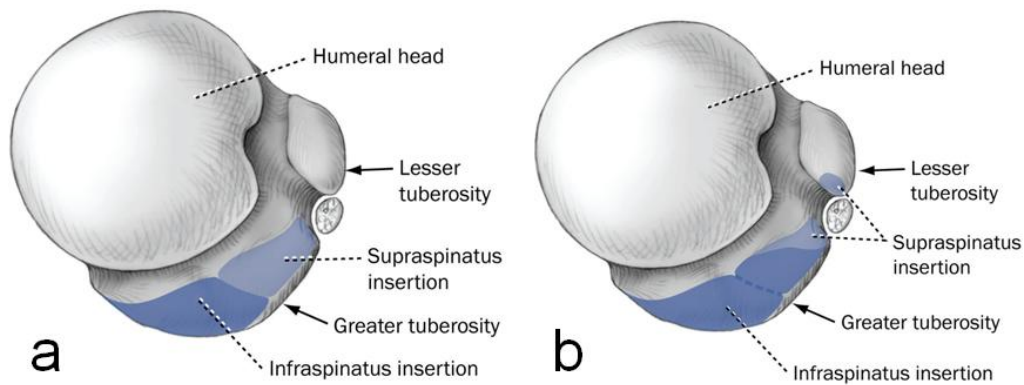 Humeral head
Lesser
tuberosity
Supraspinatus
insertion
Greater tuberosity
Infraspinatus insertion
a
Humeral head
Lesser
tuberosity
Supraspinatus
insertion
Greater tuberosity
Infraspinatus insertion
b